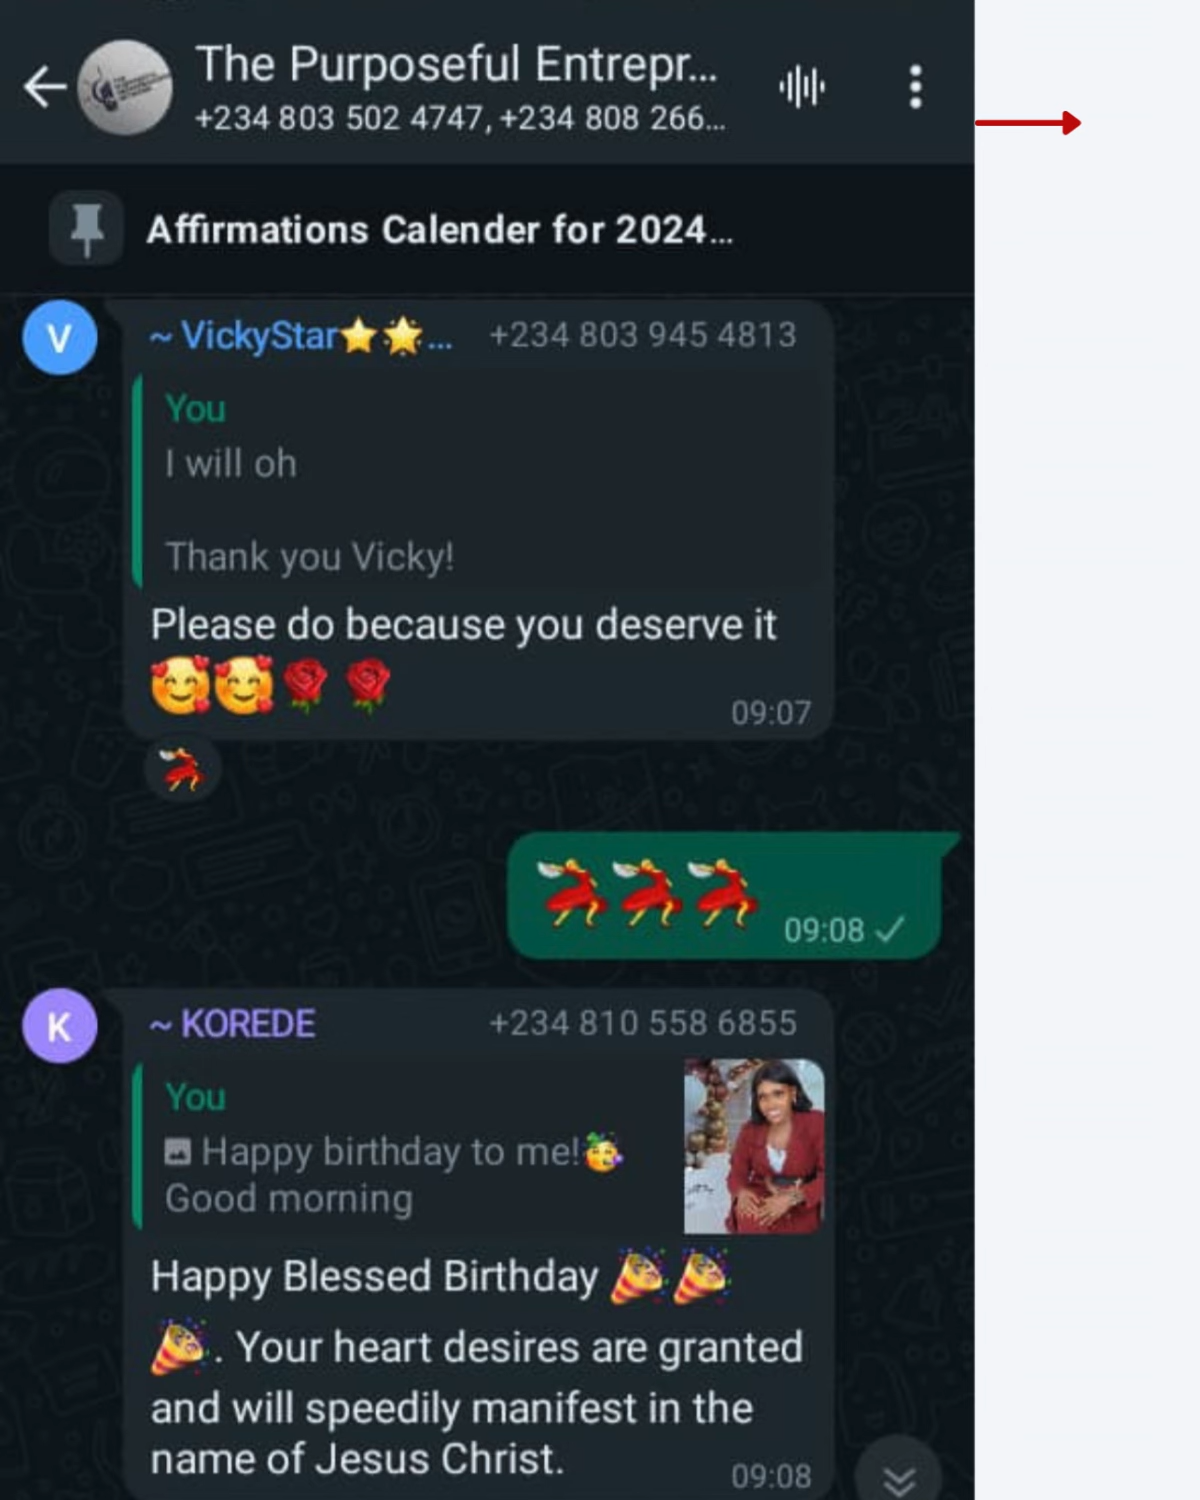 The Purposeful Entrepr...
+234 803 502 4747, +234 808 266...
Affirmations Calender for 2024...
V
~ VickyStar⭐🌟... +234 803 945 4813
You
I will oh
Thank you Vicky!
Please do because you deserve it
🥰🥰🌹🌹
09:07
💃
💃💃💃 09:08
K
~ KOREDE +234 810 558 6855
You
Happy birthday to me!🥳
Good morning
Happy Blessed Birthday 🎉🎉
🎉. Your heart desires are granted
and will speedily manifest in the
name of Jesus Christ.
09:08